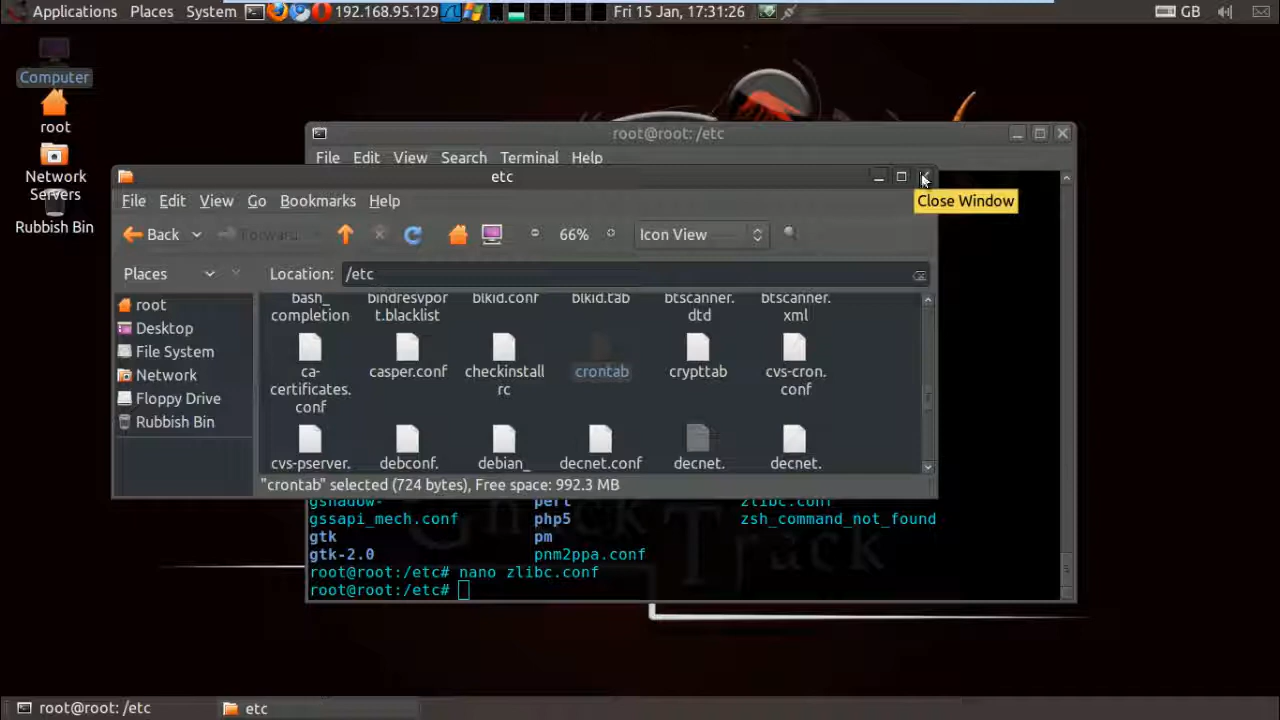 Applications Places System 192.168.95.129 Fri 15 Jan, 17:31:26 GB
Computer
root
Network
Servers
Rubbish Bin
root@root: /etc
File Edit View Search Terminal Help
etc
Close Window
File Edit View Go Bookmarks Help
Back Forward 66% Icon View
Places Location: /etc
root
Desktop
File System
Network
Floppy Drive
Rubbish Bin
bash_ bindresvpor blkid.conf blkid.tab btscanner. btscanner.
completion t.blacklist dtd xml
ca- casper.conf checkinstall crontab crypttab cvs-cron.
certificates. rc conf
conf
cvs-pserver. debconf. debian_ decnet.conf decnet. decnet.
"crontab" selected (724 bytes), Free space: 992.3 MB
gshadow- perl zlibc.conf
gssapi_mech.conf php5 zsh_command_not_found
gtk pm
gtk-2.0 pnm2ppa.conf
root@root:/etc# nano zlibc.conf
root@root:/etc#
Track
root@root: /etc etc